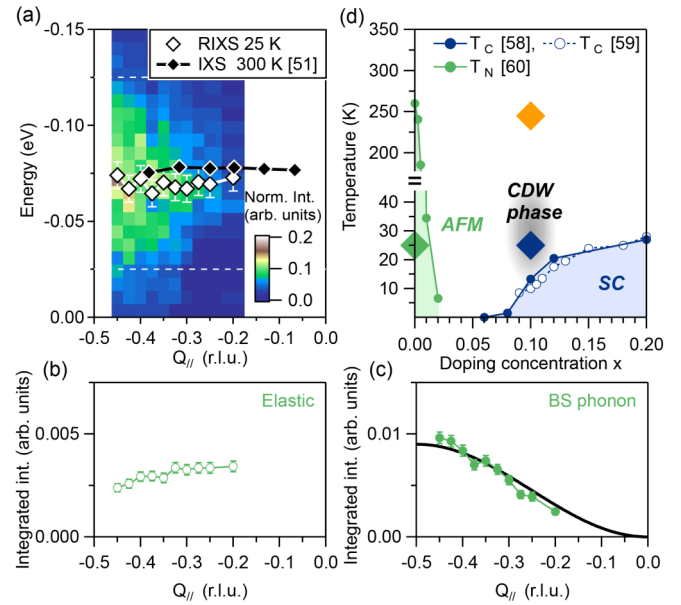 (a)
RIXS 25 K
IXS 300 K [51]
-0.15
-0.10
-0.05
0.00
Energy (eV)
Norm. Int.
(arb. units)
0.2
0.1
0.0
-0.5 -0.4 -0.3 -0.2 -0.1 0.0
Q// (r.l.u.)
(d)
TC [58], TC [59]
TN [60]
350
300
250
200
40
30
20
10
Temperature (K)
CDW
phase
AFM
SC
0.00 0.05 0.10 0.15 0.20
Doping concentration x
(b)
Elastic
0.005
0.000
Integrated int. (arb. units)
-0.5 -0.4 -0.3 -0.2 -0.1 0.0
Q// (r.l.u.)
(c)
BS phonon
0.01
0.00
Integrated int. (arb. units)
-0.5 -0.4 -0.3 -0.2 -0.1 0.0
Q// (r.l.u.)